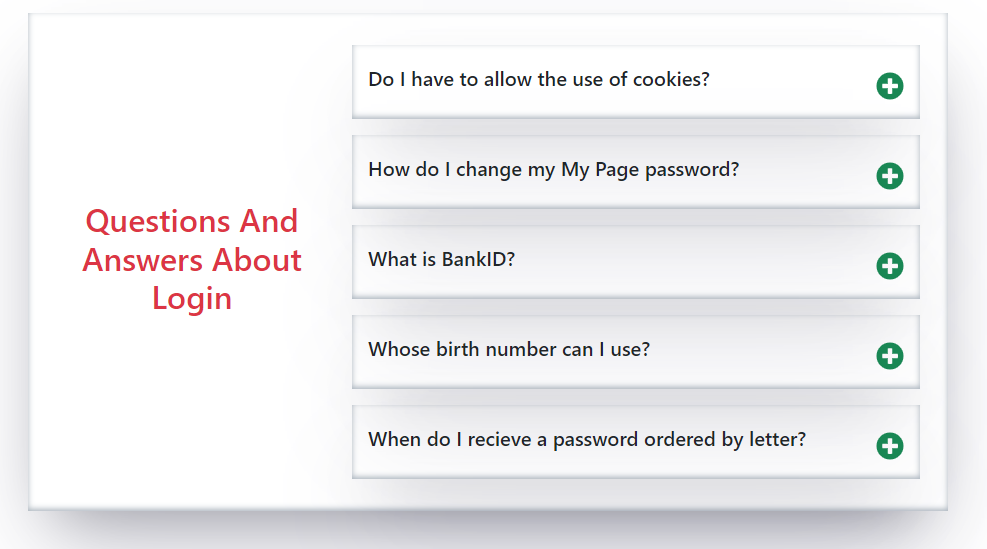 Questions And
Answers About
Login
Do I have to allow the use of cookies?
How do I change my My Page password?
What is BankID?
Whose birth number can I use?
When do I recieve a password ordered by letter?